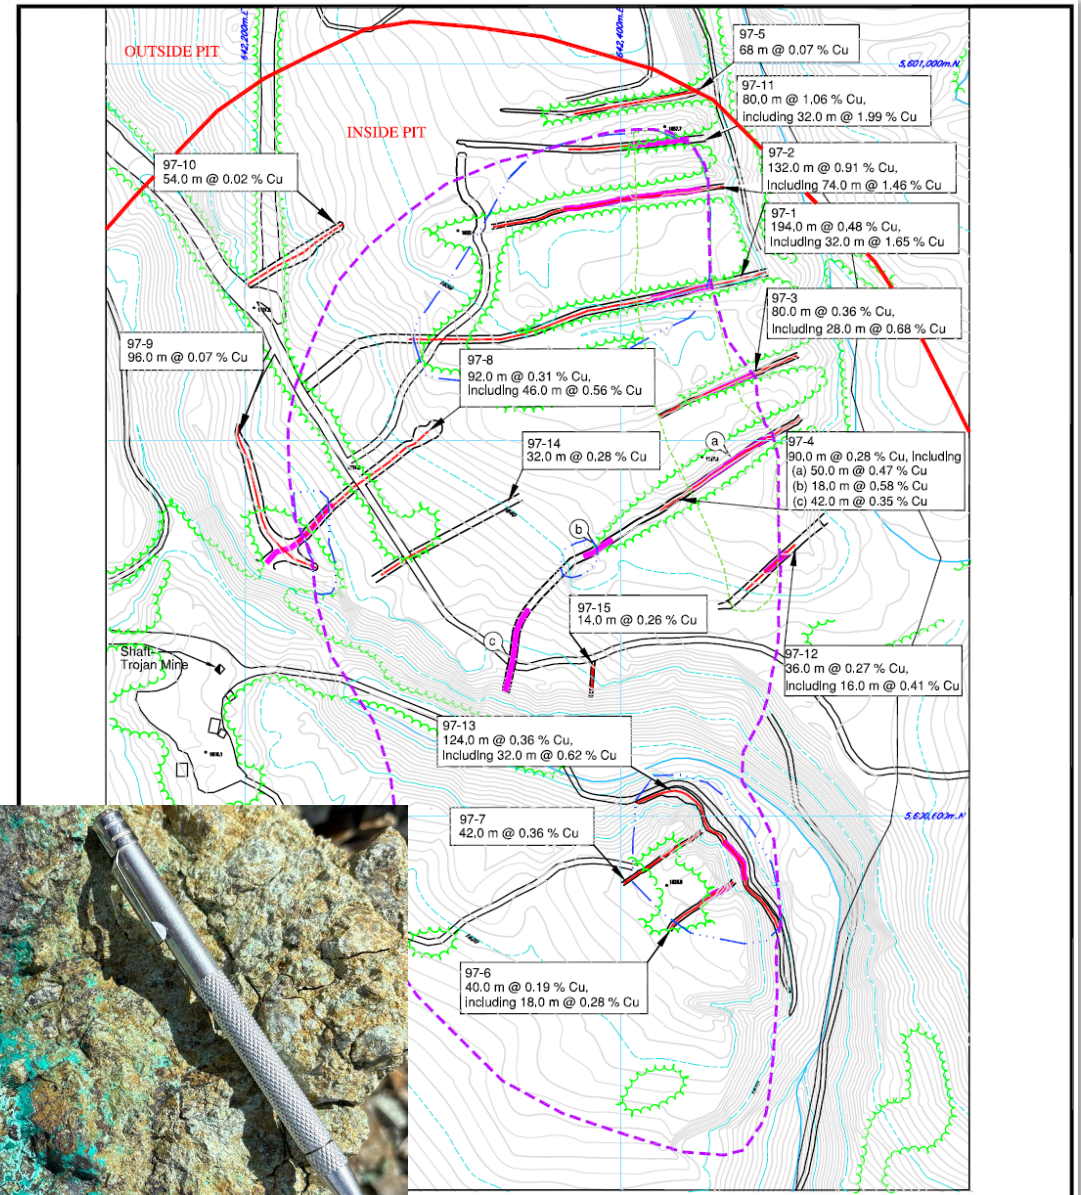 OUTSIDE PIT
INSIDE PIT
642,200m.E
642,400m.E
5,601,000m.N
97-5
68 m @ 0.07 % Cu
97-11
80,0 m @ 1,06 % Cu,
including 32.0 m @ 1.99 % Cu
97-2
132.0 m @ 0.91 % Cu,
Including 74.0 m @ 1.46 % Cu
97-1
194.0 m @ 0.48 % Cu,
Including 32.0 m @ 1.65 % Cu
97-10
54.0 m @ 0.02 % Cu
97-3
80.0 m @ 0.36 % Cu,
Including 28.0 m @ 0.68 % Cu
97-9
96.0 m @ 0.07 % Cu
97-8
92.0 m @ 0.31 % Cu,
Including 46.0 m @ 0.56 % Cu
97-14
32.0 m @ 0.28 % Cu
a
97-4
90,0 m @ 0,28 % Cu, Including
(a) 50.0 m @ 0.47 % Cu
(b) 18.0 m @ 0.58 % Cu
(c) 42.0 m @ 0.35 % Cu
b
97-15
14.0 m @ 0.26 % Cu
c
Shaft-
Trojan Mine
97-12
36.0 m @ 0.27 % Cu,
Including 16.0 m @ 0.41 % Cu
97-13
124.0 m @ 0.36 % Cu,
Including 32.0 m @ 0.62 % Cu
97-7
42.0 m @ 0,36 % Cu
97-6
40.0 m @ 0.19 % Cu,
including 18,0 m @ 0,28 % Cu